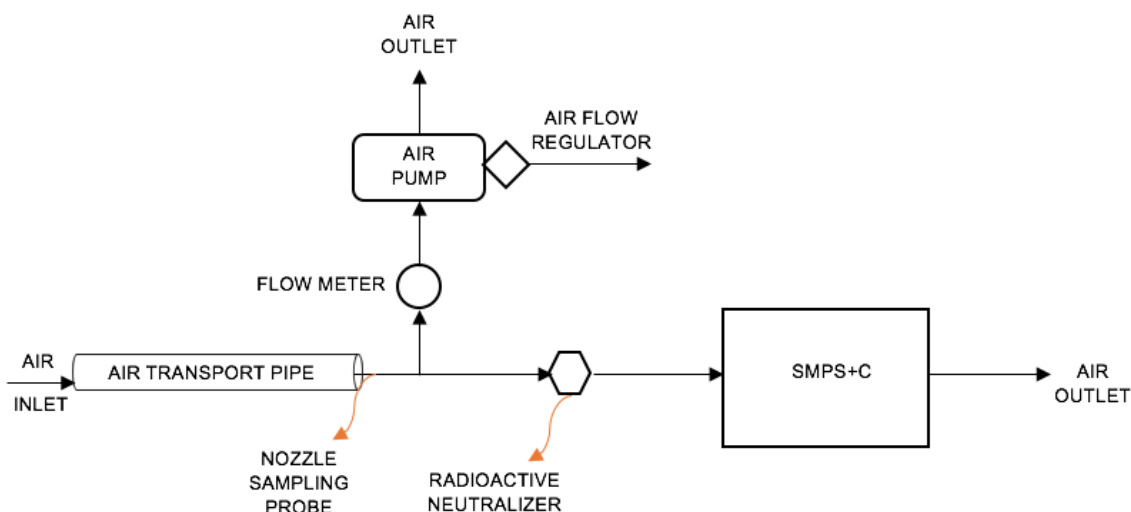 AIR
OUTLET
AIR FLOW
REGULATOR
AIR
PUMP
FLOW METER
AIR
INLET
AIR TRANSPORT PIPE
SMPS+C
AIR
OUTLET
NOZZLE
SAMPLING
PROBE
RADIOACTIVE
NEUTRALIZER